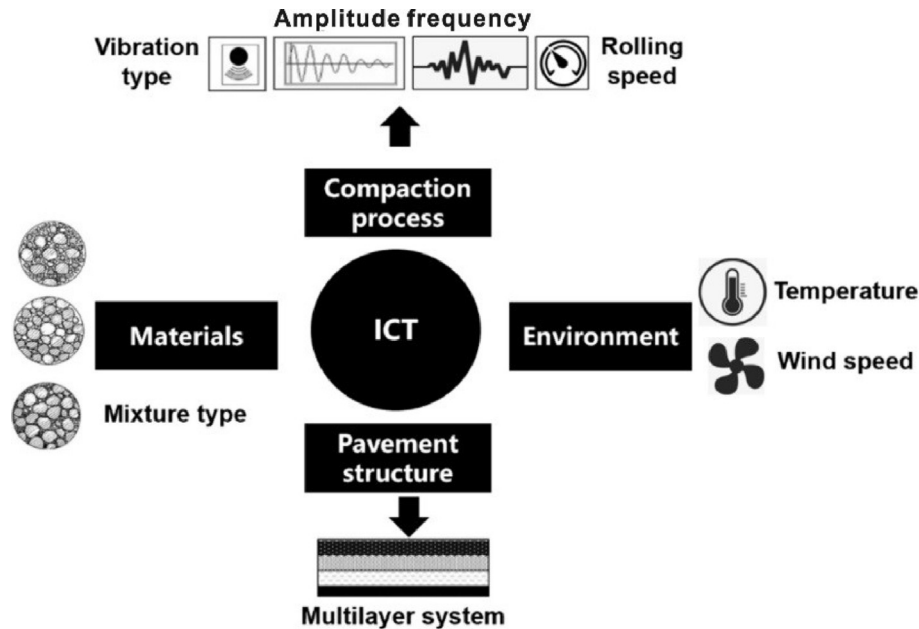 Amplitude frequency
Vibration
type
Rolling
speed
Compaction
process
Materials
ICT
Environment
Temperature
Wind speed
Mixture type
Pavement
structure
Multilayer system